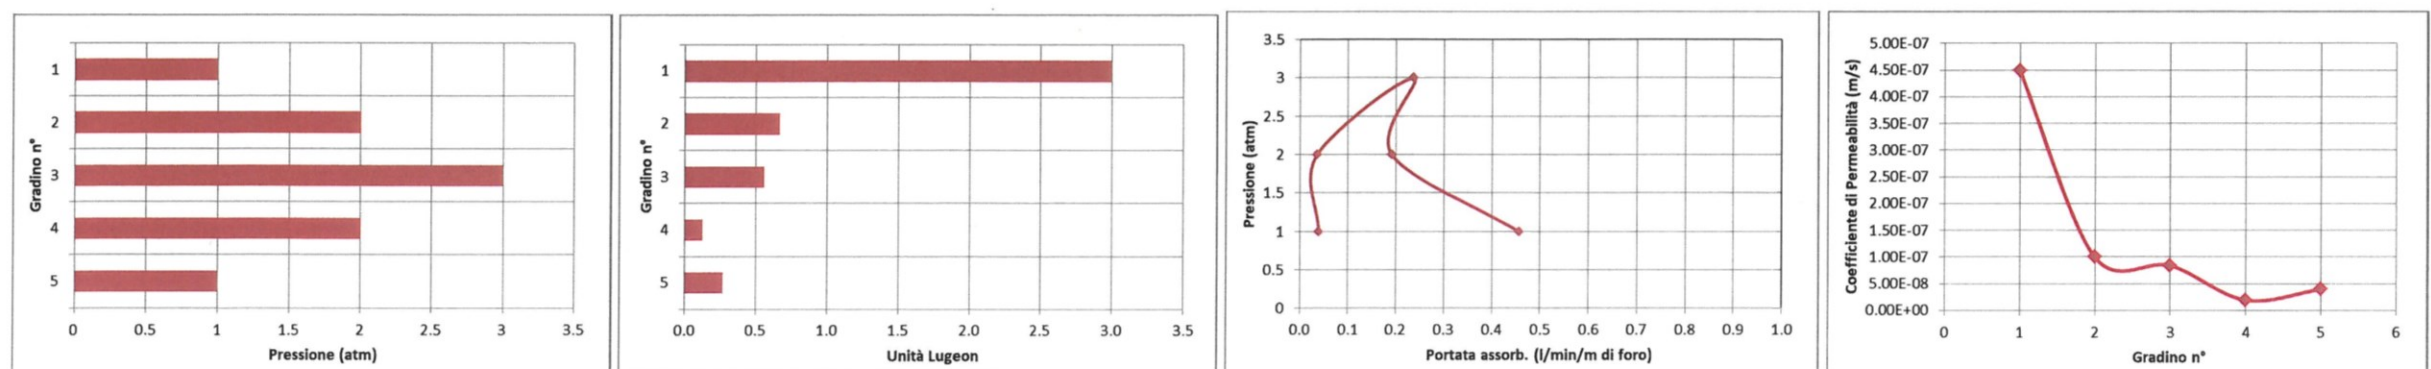 Gradino n°
1
2
3
4
5
0 0.5 1 1.5 2 2.5 3 3.5
Pressione (atm)
Gradino n°
1
2
3
4
5
0.0 0.5 1.0 1.5 2.0 2.5 3.0 3.5
Unità Lugeon
Pressione (atm)
3.5
3
2.5
2
1.5
1
0.5
0
0.0 0.1 0.2 0.3 0.4 0.5 0.6 0.7 0.8 0.9 1.0
Portata assorb. (l/min/m di foro)
Coefficiente di Permeabilità (m/s)
5.00E-07
4.50E-07
4.00E-07
3.50E-07
3.00E-07
2.50E-07
2.00E-07
1.50E-07
1.00E-07
5.00E-08
0.00E+00
0 1 2 3 4 5 6
Gradino n°